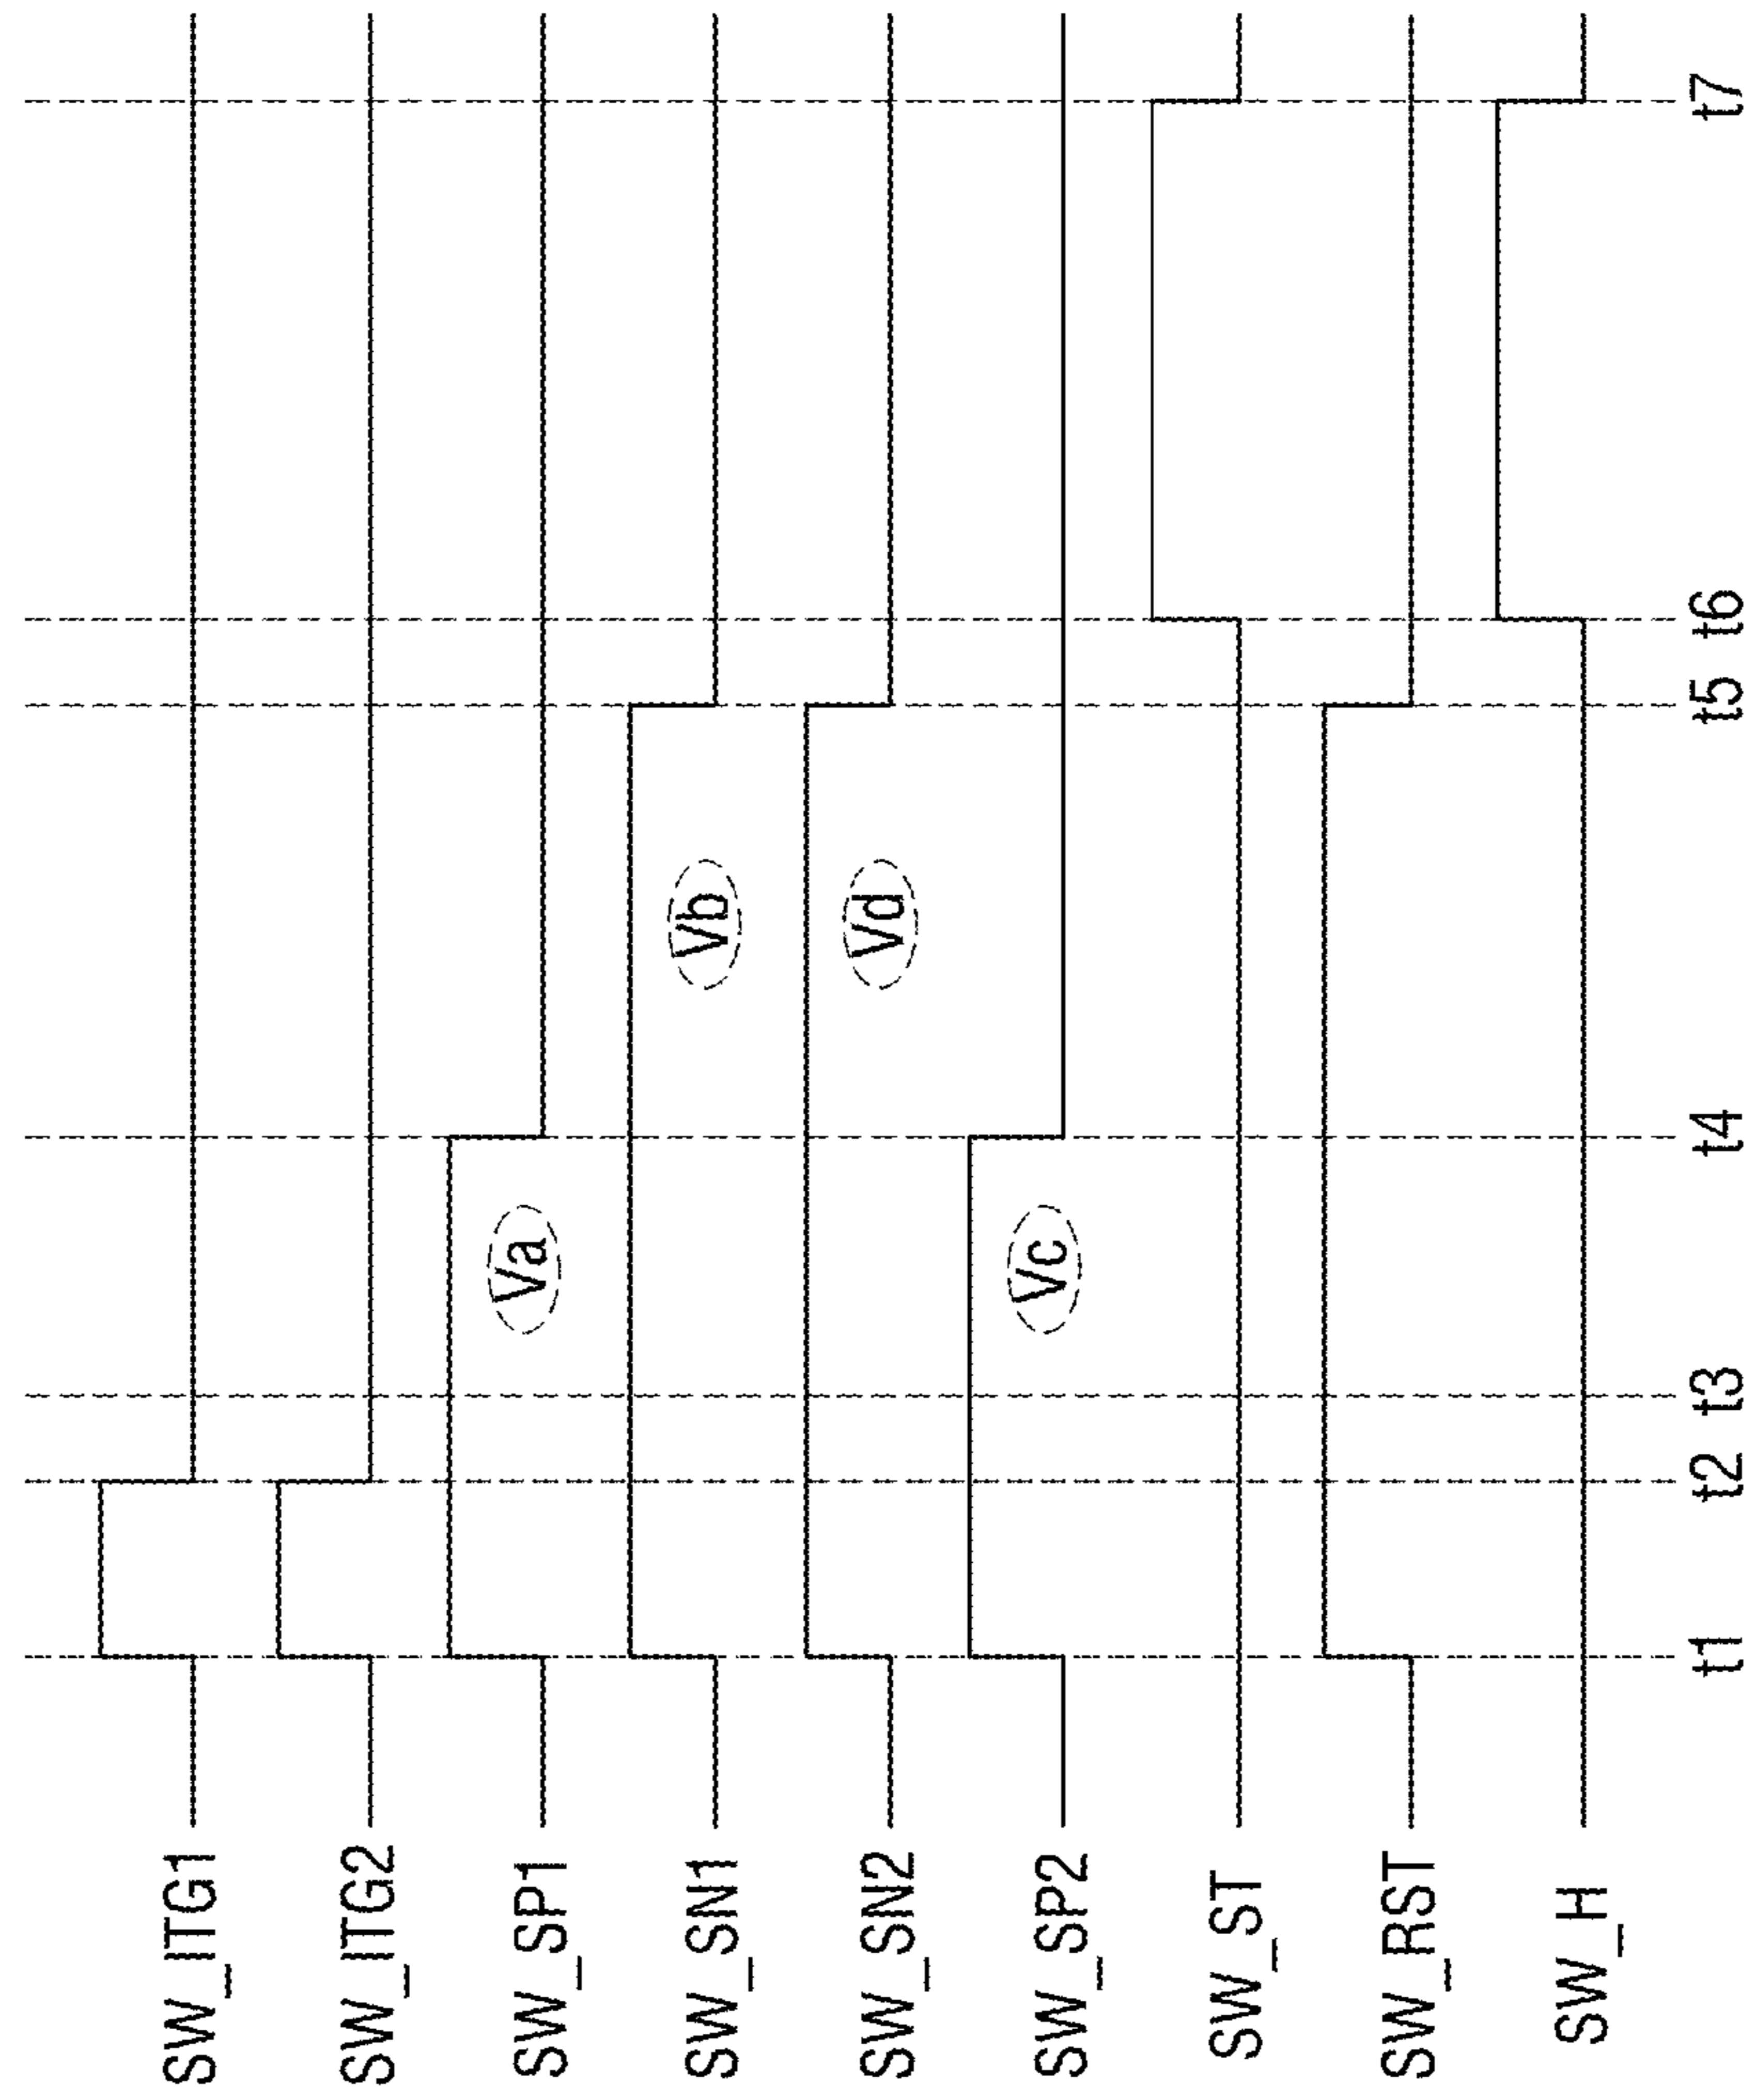 SW_ITG1
SW_ITG2
SW_SP1
Va
SW_SN1
Vb
SW_SN2
Vd
SW_SP2
Vc
SW_ST
SW_RST
SW_H
t1 t2 t3 t4 t5 t6 t7